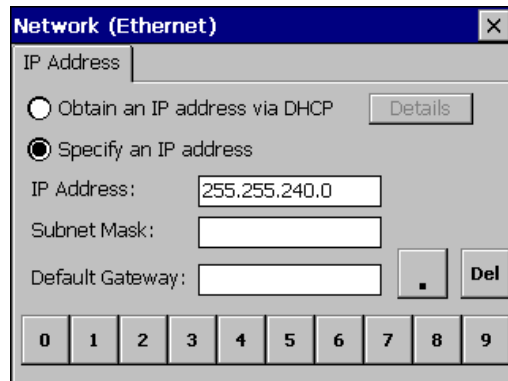 Network (Ethernet)
IP Address
Obtain an IP address via DHCP Details
Specify an IP address
IP Address: 255.255.240.0
Subnet Mask:
Default Gateway: . Del
0 1 2 3 4 5 6 7 8 9